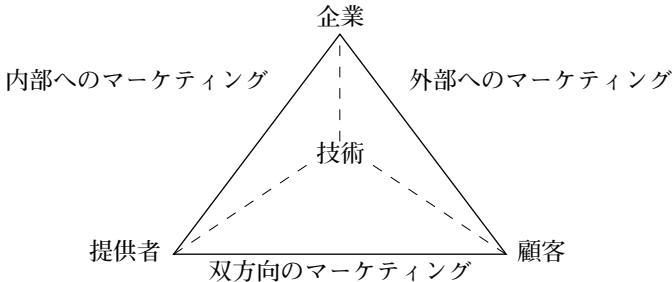 企業
内部へのマーケティング
外部へのマーケティング
技術
提供者
顧客
双方向のマーケティング